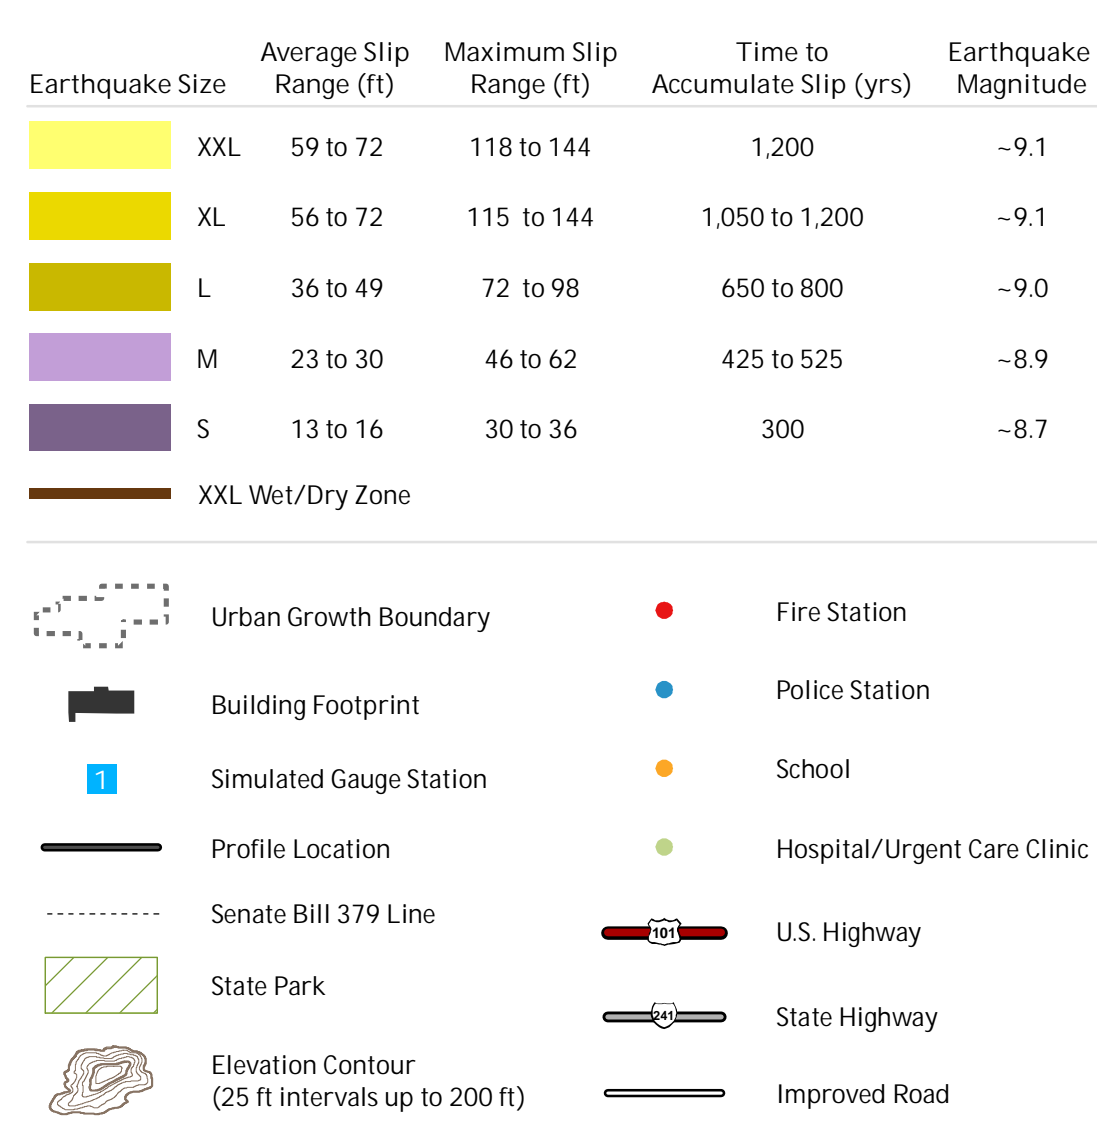 Earthquake Size Average Slip Range (ft) Maximum Slip Range (ft) Time to Accumulate Slip (yrs) Earthquake Magnitude
XXL 59 to 72 118 to 144 1,200 ~9.1
XL 56 to 72 115 to 144 1,050 to 1,200 ~9.1
L 36 to 49 72 to 98 650 to 800 ~9.0
M 23 to 30 46 to 62 425 to 525 ~8.9
S 13 to 16 30 to 36 300 ~8.7
XXL Wet/Dry Zone
Urban Growth Boundary
Building Footprint
1 Simulated Gauge Station
Profile Location
Senate Bill 379 Line
State Park
Elevation Contour
(25 ft intervals up to 200 ft)
Fire Station
Police Station
School
Hospital/Urgent Care Clinic
101 U.S. Highway
241 State Highway
Improved Road